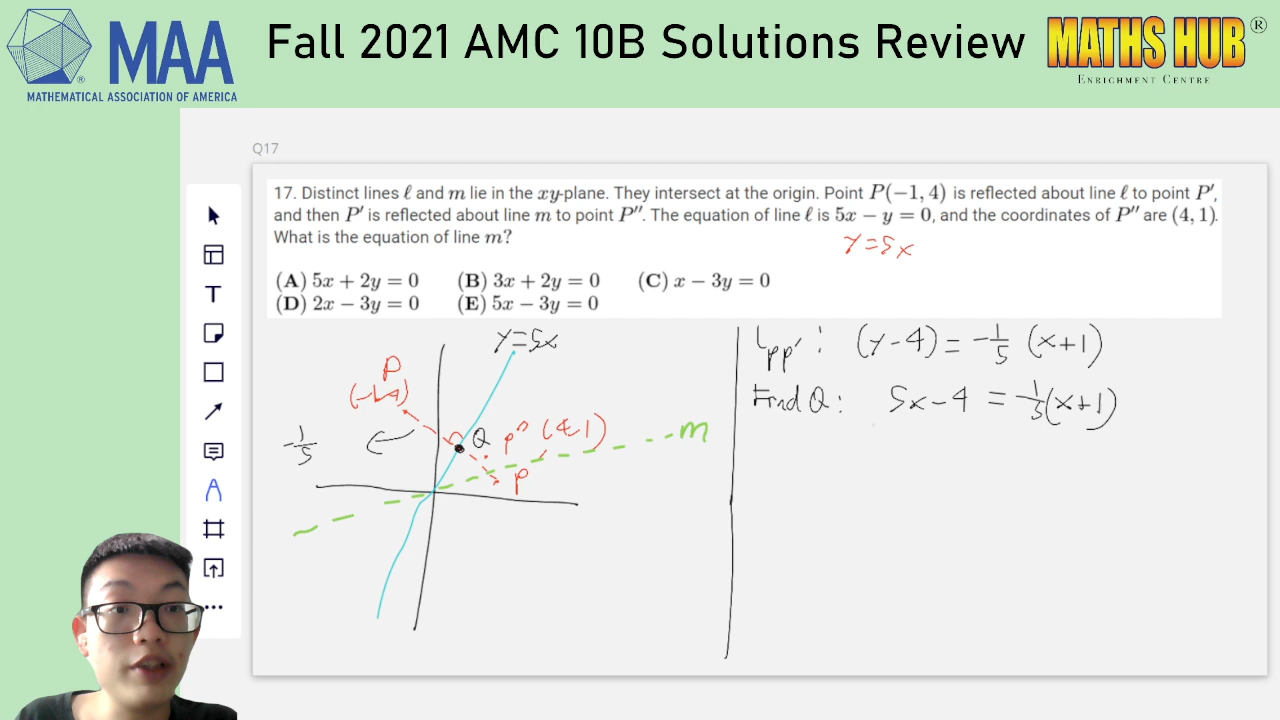 MAA
MATHEMATICAL ASSOCIATION OF AMERICA
Fall 2021 AMC 10B Solutions Review
MATHS HUB®
ENRICHMENT CENTRE
Q17
17. Distinct lines ℓ and m lie in the xy-plane. They intersect at the origin. Point P(−1, 4) is reflected about line ℓ to point P′,
and then P′ is reflected about line m to point P″. The equation of line ℓ is 5x − y = 0, and the coordinates of P″ are (4, 1).
What is the equation of line m?
y=5x
(A) 5x + 2y = 0 (B) 3x + 2y = 0 (C) x − 3y = 0
(D) 2x − 3y = 0 (E) 5x − 3y = 0
y=5x
P
(-1,4)
-1/5
Q
P″ (4,1)
m
P
L_PP′: (y-4)=-1/5 (x+1)
Find Q: 5x-4 = -1/5(x+1)